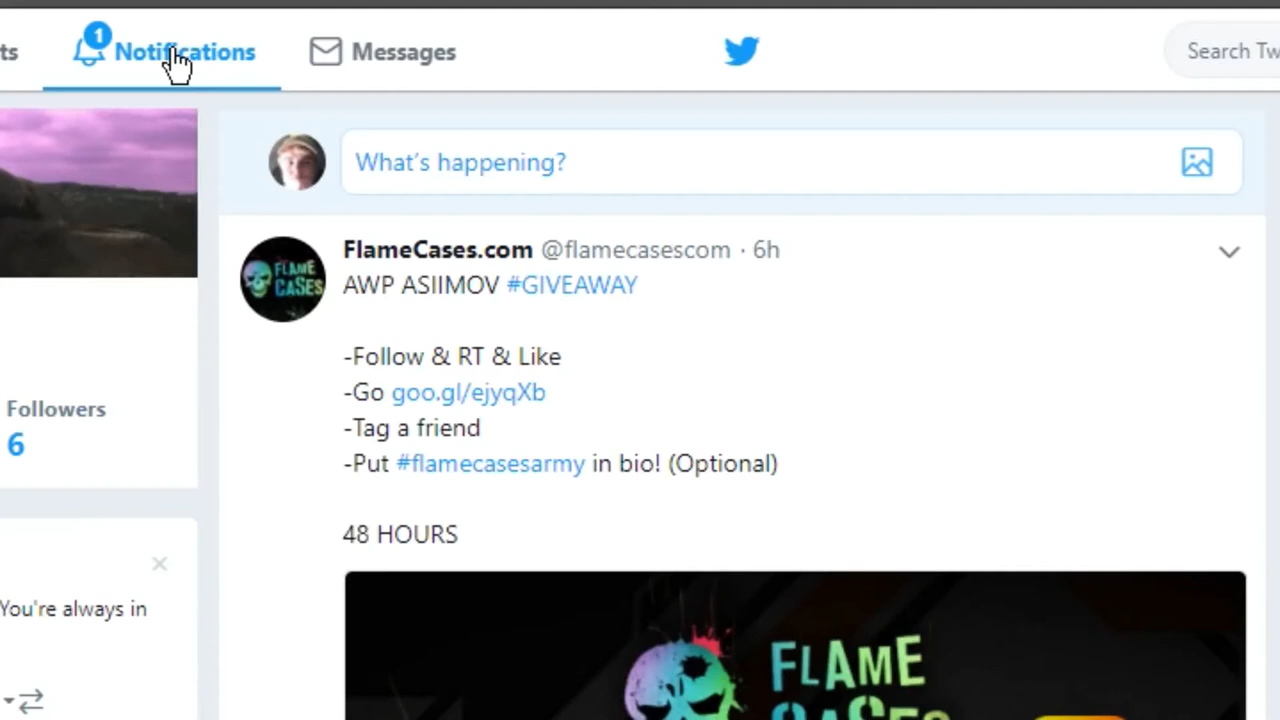 ts
1
Notifications
Messages
Search Tw
What's happening?
FLAME
CASES
FlameCases.com @flamecasescom · 6h
AWP ASIIMOV #GIVEAWAY
-Follow & RT & Like
-Go goo.gl/ejyqXb
-Tag a friend
-Put #flamecasesarmy in bio! (Optional)
48 HOURS
Followers
6
You're always in
FLAME
CASES